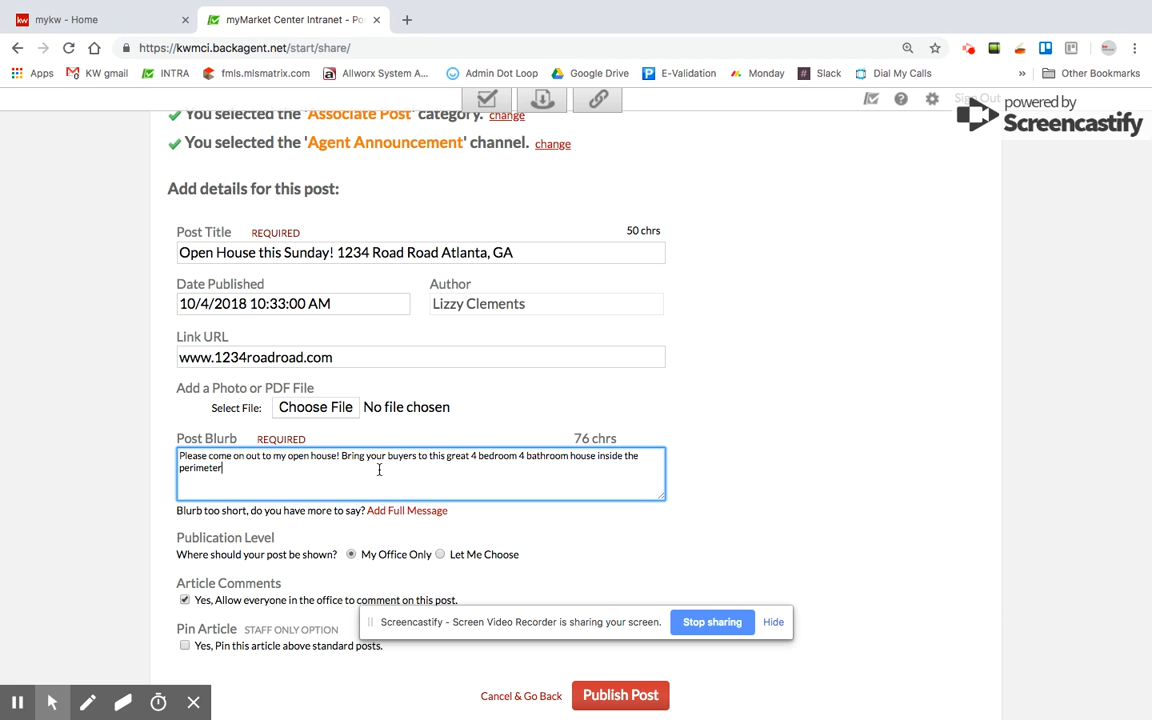 mykw - Home
myMarket Center Intranet - Po
https://kwmci.backagent.net/start/share/
Apps KW gmail INTRA fmls.mlsmatrix.com Allworx System A... Admin Dot Loop Google Drive E-Validation Monday Slack Dial My Calls » Other Bookmarks
Sign Out
powered by
Screencastify
You selected the 'Associate Post' category. change
You selected the 'Agent Announcement' channel. change
Add details for this post:
Post Title REQUIRED 50 chrs
Open House this Sunday! 1234 Road Road Atlanta, GA
Date Published Author
10/4/2018 10:33:00 AM Lizzy Clements
Link URL
www.1234roadroad.com
Add a Photo or PDF File
Select File: Choose File No file chosen
Post Blurb REQUIRED 76 chrs
Please come on out to my open house! Bring your buyers to this great 4 bedroom 4 bathroom house inside the
perimeter
Blurb too short, do you have more to say? Add Full Message
Publication Level
Where should your post be shown? My Office Only Let Me Choose
Article Comments
Yes, Allow everyone in the office to comment on this post.
Screencastify - Screen Video Recorder is sharing your screen. Stop sharing Hide
Pin Article STAFF ONLY OPTION
Yes, Pin this article above standard posts.
Cancel & Go Back Publish Post